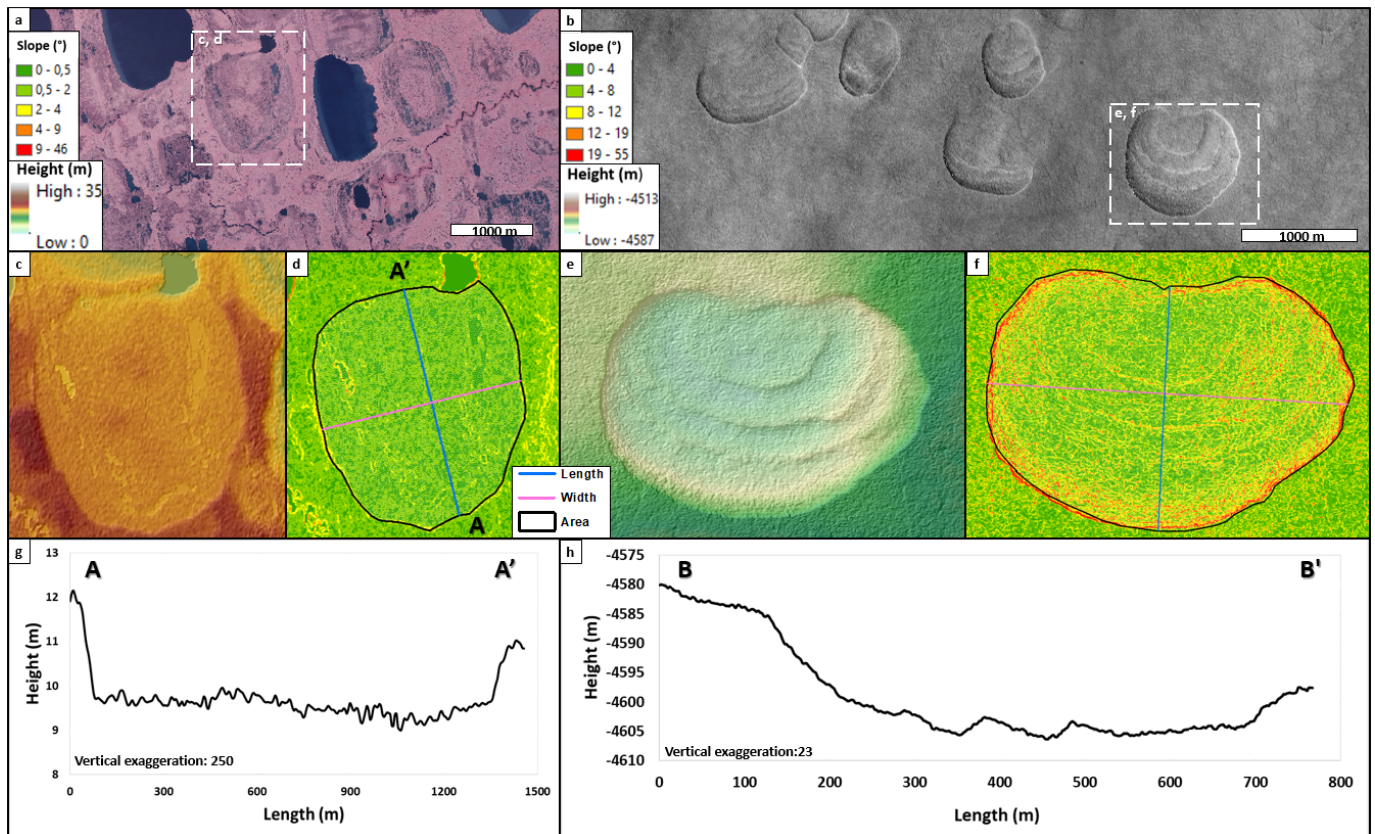 a
Slope (°)
0 - 0,5
0,5 - 2
2 - 4
4 - 9
9 - 46
Height (m)
High : 35
Low : 0
c, d
1000 m
b
Slope (°)
0 - 4
4 - 8
8 - 12
12 - 19
19 - 55
Height (m)
High : -4513
Low : -4587
e, f
1000 m
c
d
A'
A
e
f
Length
Width
Area
g
A
A’
13
12
11
10
9
8
Height (m)
Vertical exaggeration: 250
0
300
600
900
1200
1500
Length (m)
h
B
B'
-4575
-4580
-4585
-4590
-4595
-4600
-4605
-4610
Height (m)
Vertical exaggeration:23
0
100
200
300
400
500
600
700
800
Length (m)